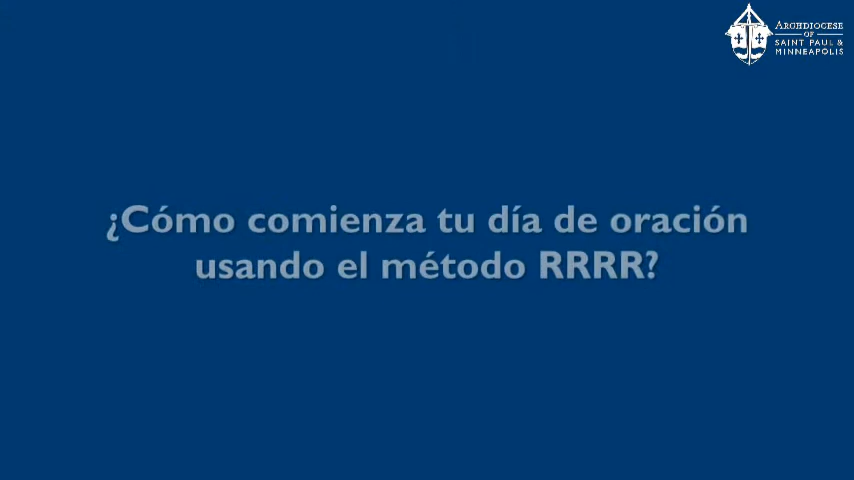 ARCHDIOCESE
OF
SAINT PAUL &
MINNEAPOLIS
¿Cómo comienza tu día de oración
usando el método RRRR?